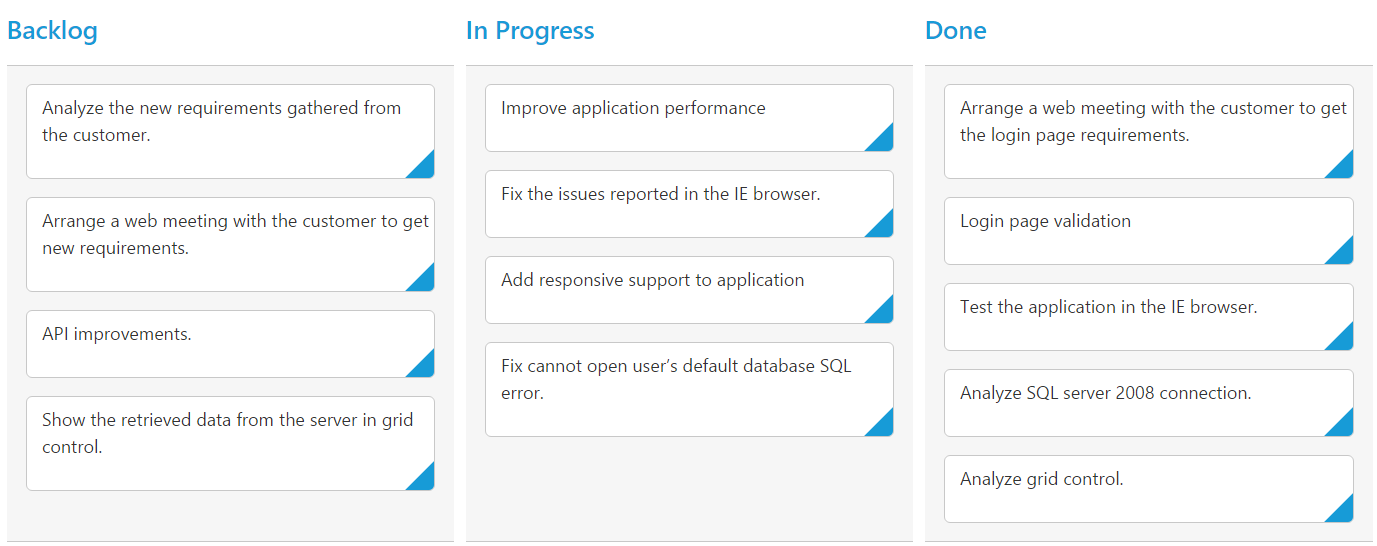 Backlog
Analyze the new requirements gathered from
the customer.
Arrange a web meeting with the customer to get
new requirements.
API improvements.
Show the retrieved data from the server in grid
control.
In Progress
Improve application performance
Fix the issues reported in the IE browser.
Add responsive support to application
Fix cannot open user’s default database SQL
error.
Done
Arrange a web meeting with the customer to get
the login page requirements.
Login page validation
Test the application in the IE browser.
Analyze SQL server 2008 connection.
Analyze grid control.